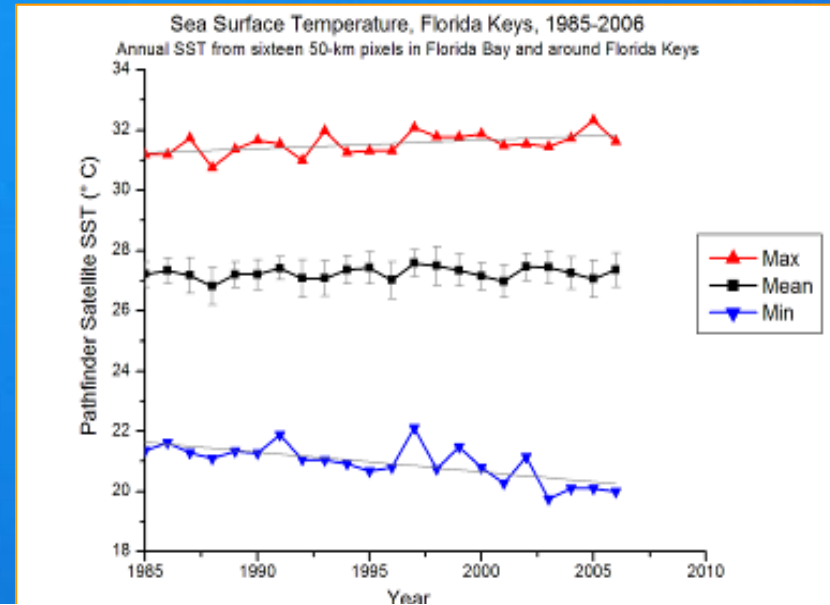 Sea Surface Temperature, Florida Keys, 1985-2006
Annual SST from sixteen 50-km pixels in Florida Bay and around Florida Keys
34
32
30
28
26
24
22
20
18
Pathfinder Satellite SST (° C)
Max
Mean
Min
1985
1990
1995
2000
2005
2010
Year